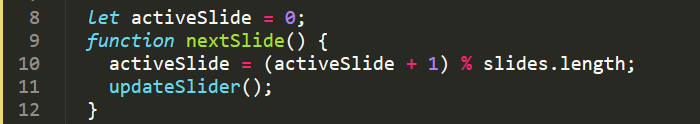 8 let activeSlide = 0;
9 function nextSlide() {
10 activeSlide = (activeSlide + 1) % slides.length;
11 updateSlider();
12 }